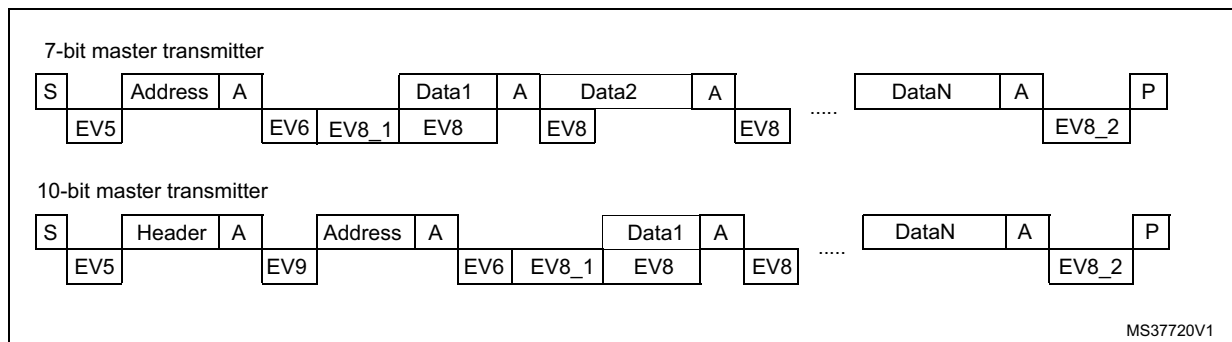 7-bit master transmitter
S Address A Data1 A Data2 A ..... DataN A P
EV5 EV6 EV8_1 EV8 EV8 EV8 EV8_2
10-bit master transmitter
S Header A Address A Data1 A ..... DataN A P
EV5 EV9 EV6 EV8_1 EV8 EV8 EV8_2
MS37720V1